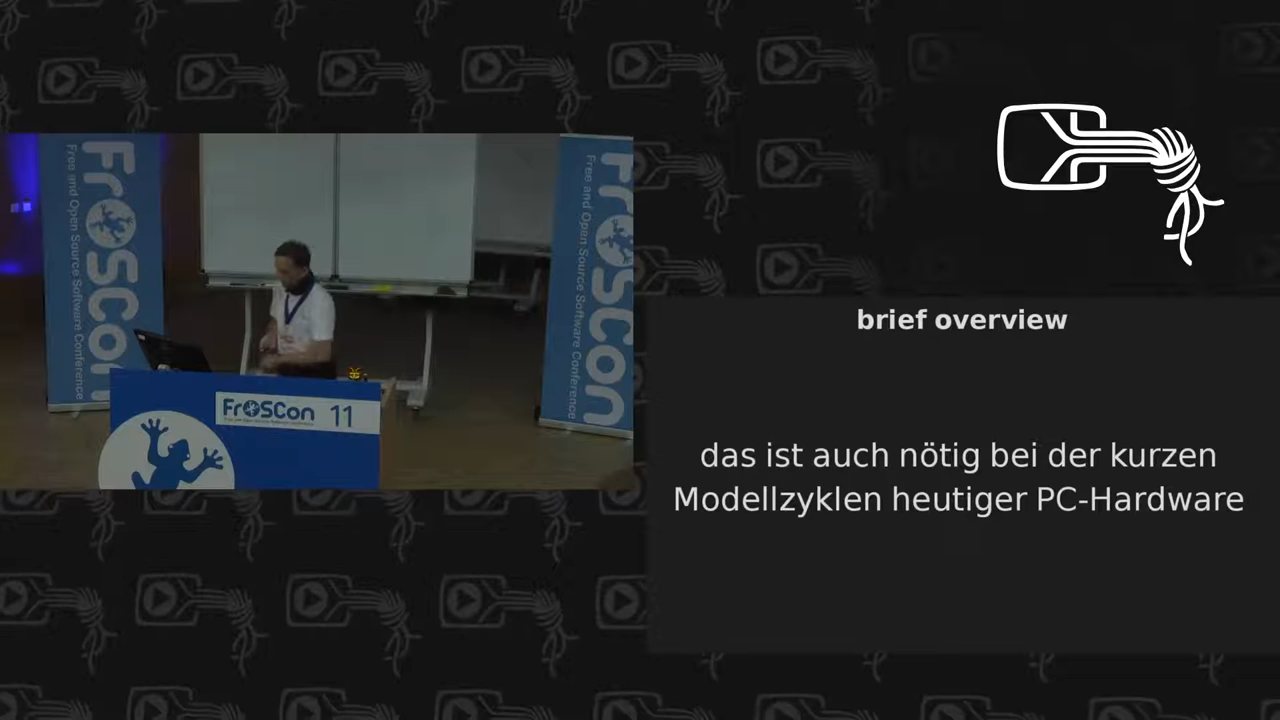 FrOSCon
Free and Open Source Software Conference
FrOSCon
Free and Open Source Software Conference
FrOSCon 11
brief overview
das ist auch nötig bei der kurzen
Modellzyklen heutiger PC-Hardware